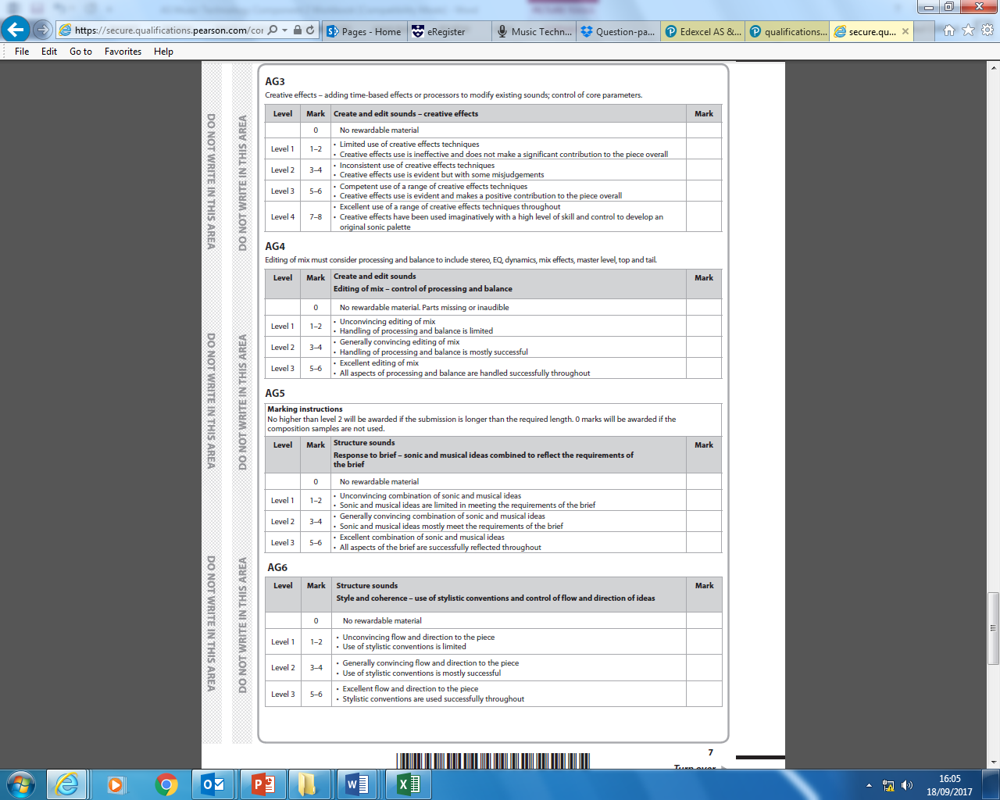 https://secure.qualifications.pearson.com/cor
Pages - Home
eRegister
Music Techn...
Question-pa...
Edexcel AS &...
qualifications...
secure.qu...
File Edit Go to Favorites Help
DO NOT WRITE IN THIS AREA
DO NOT WRITE IN THIS AREA
DO NOT WRITE IN THIS AREA
DO NOT WRITE IN THIS AREA
DO NOT WRITE IN THIS AREA
DO NOT WRITE IN THIS AREA
AG3
Creative effects – adding time-based effects or processors to modify existing sounds; control of core parameters.
Level Mark Create and edit sounds – creative effects Mark
0 No rewardable material
Level 1 1–2 • Limited use of creative effects techniques
• Creative effects use is ineffective and does not make a significant contribution to the piece overall
Level 2 3–4 • Inconsistent use of creative effects techniques
• Creative effects use is evident but with some misjudgements
Level 3 5–6 • Competent use of a range of creative effects techniques
• Creative effects use is evident and makes a positive contribution to the piece overall
Level 4 7–8 • Excellent use of a range of creative effects techniques throughout
• Creative effects have been used imaginatively with a high level of skill and control to develop an
original sonic palette
AG4
Editing of mix must consider processing and balance to include stereo, EQ, dynamics, mix effects, master level, top and tail.
Level Mark Create and edit sounds Mark
Editing of mix – control of processing and balance
0 No rewardable material. Parts missing or inaudible
Level 1 1–2 • Unconvincing editing of mix
• Handling of processing and balance is limited
Level 2 3–4 • Generally convincing editing of mix
• Handling of processing and balance is mostly successful
Level 3 5–6 • Excellent editing of mix
• All aspects of processing and balance are handled successfully throughout
AG5
Marking instructions
No higher than level 2 will be awarded if the submission is longer than the required length. 0 marks will be awarded if the
composition samples are not used.
Level Mark Structure sounds Mark
Response to brief – sonic and musical ideas combined to reflect the requirements of
the brief
0 No rewardable material
Level 1 1–2 • Unconvincing combination of sonic and musical ideas
• Sonic and musical ideas are limited in meeting the requirements of the brief
Level 2 3–4 • Generally convincing combination of sonic and musical ideas
• Sonic and musical ideas mostly meet the requirements of the brief
Level 3 5–6 • Excellent combination of sonic and musical ideas
• All aspects of the brief are successfully reflected throughout
AG6
Level Mark Structure sounds Mark
Style and coherence – use of stylistic conventions and control of flow and direction of ideas
0 No rewardable material
Level 1 1–2 • Unconvincing flow and direction to the piece
• Use of stylistic conventions is limited
Level 2 3–4 • Generally convincing flow and direction to the piece
• Use of stylistic conventions is mostly successful
Level 3 5–6 • Excellent flow and direction to the piece
• Stylistic conventions are used successfully throughout
7
Turn over
16:05
18/09/2017